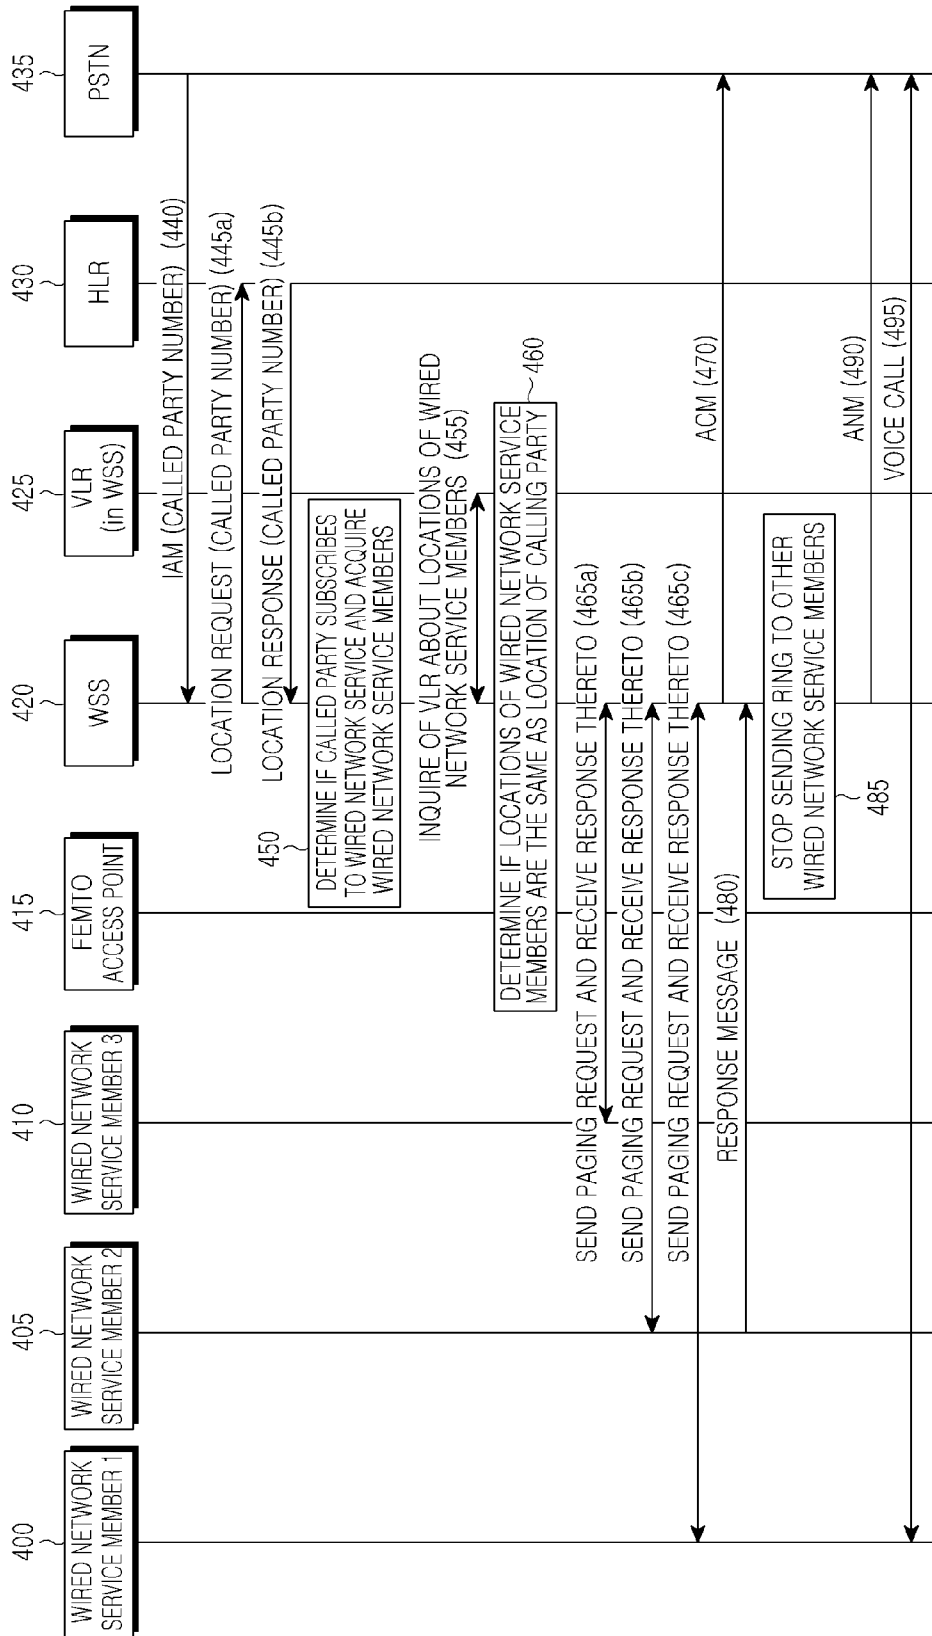 400
WIRED NETWORK
SERVICE MEMBER 1
405
WIRED NETWORK
SERVICE MEMBER 2
410
WIRED NETWORK
SERVICE MEMBER 3
415
FEMTO
ACCESS POINT
420
WSS
425
VLR
(in WSS)
430
HLR
435
PSTN
IAM (CALLED PARTY NUMBER) (440)
LOCATION REQUEST (CALLED PARTY NUMBER) (445a)
LOCATION RESPONSE (CALLED PARTY NUMBER) (445b)
450
DETERMINE IF CALLED PARTY SUBSCRIBES
TO WIRED NETWORK SERVICE AND ACQUIRE
WIRED NETWORK SERVICE MEMBERS
INQUIRE OF VLR ABOUT LOCATIONS OF WIRED
NETWORK SERVICE MEMBERS (455)
DETERMINE IF LOCATIONS OF WIRED NETWORK SERVICE
MEMBERS ARE THE SAME AS LOCATION OF CALLING PARTY
460
SEND PAGING REQUEST AND RECEIVE RESPONSE THERETO (465a)
SEND PAGING REQUEST AND RECEIVE RESPONSE THERETO (465b)
SEND PAGING REQUEST AND RECEIVE RESPONSE THERETO (465c)
ACM (470)
RESPONSE MESSAGE (480)
STOP SENDING RING TO OTHER
WIRED NETWORK SERVICE MEMBERS
485
ANM (490)
VOICE CALL (495)